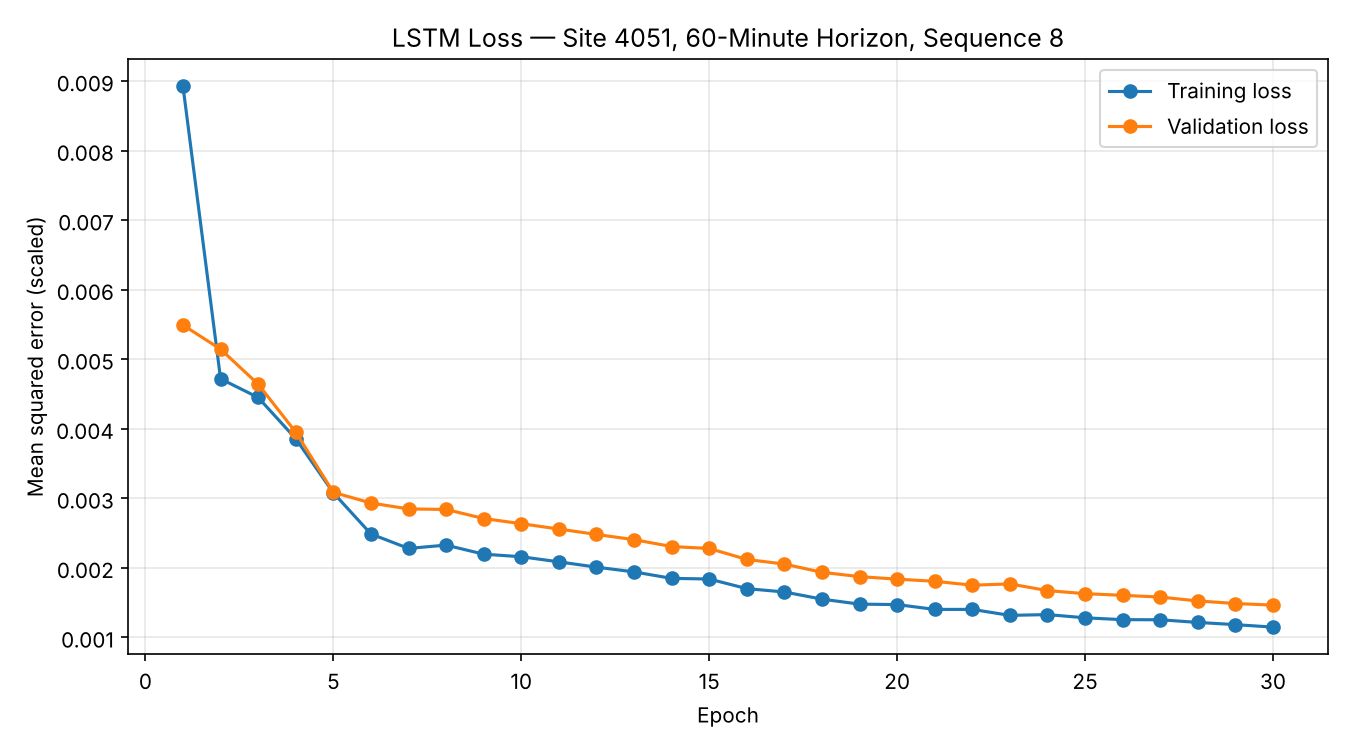 LSTM Loss — Site 4051, 60-Minute Horizon, Sequence 8
Training loss
Validation loss
Mean squared error (scaled)
0.009
0.008
0.007
0.006
0.005
0.004
0.003
0.002
0.001
0 5 10 15 20 25 30
Epoch